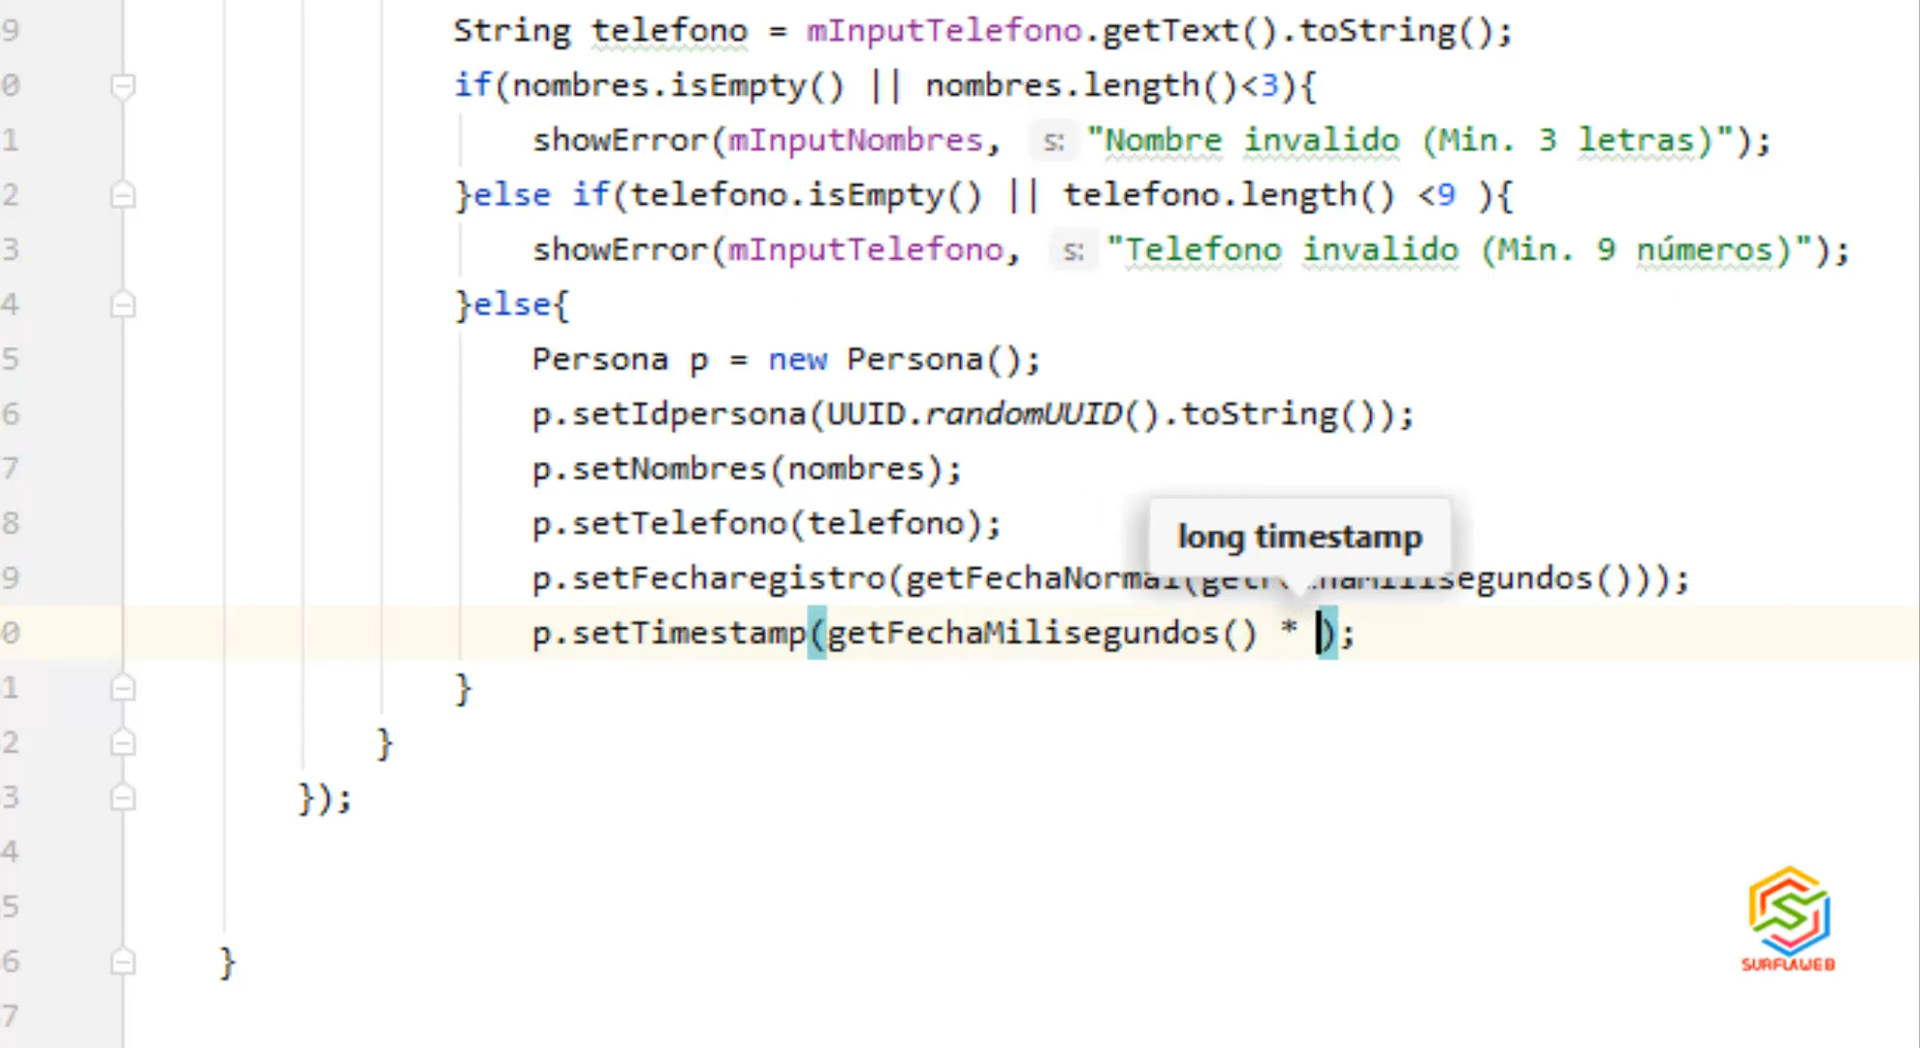 9 String telefono = mInputTelefono.getText().toString();
0 if(nombres.isEmpty() || nombres.length()<3){
1 showError(mInputNombres, s: "Nombre invalido (Min. 3 letras)");
2 }else if(telefono.isEmpty() || telefono.length() <9 ){
3 showError(mInputTelefono, s: "Telefono invalido (Min. 9 números)");
4 }else{
5 Persona p = new Persona();
6 p.setIdpersona(UUID.randomUUID().toString());
7 p.setNombres(nombres);
8 p.setTelefono(telefono);
long timestamp
9 p.setFecharegistro(getFechaNormal(getFechaMilisegundos()));
0 p.setTimestamp(getFechaMilisegundos() * );
1 }
2 }
3 });
4
5
6 }
7
SURFLAWEB